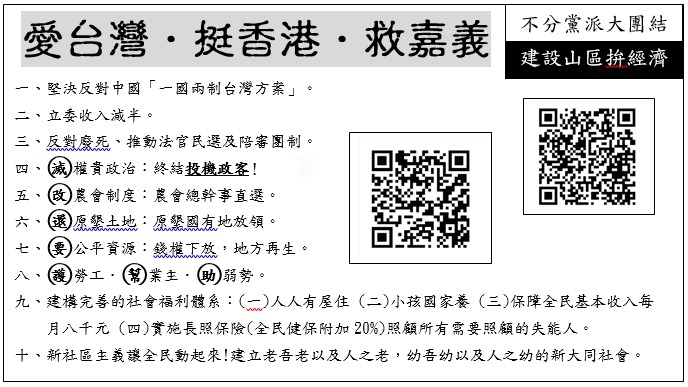 愛台灣・挺香港・救嘉義
不分黨派大團結
建設山區拚經濟
一、堅決反對中國「一國兩制台灣方案」。
二、立委收入減半。
三、反對廢死、推動法官民選及陪審團制。
四、滅權貴政治：終結投機政客!
五、改農會制度：農會總幹事直選。
六、還原墾土地：原墾國有地放領。
七、要公平資源：錢權下放，地方再生。
八、護勞工．幫業主．助弱勢。
九、建構完善的社會福利體系：(一)人人有屋住 (二)小孩國家養 (三)保障全民基本收入每
月八千元 (四)實施長照保險(全民健保附加 20%)照顧所有需要照顧的失能人。
十、新社區主義讓全民動起來!建立老吾老以及人之老，幼吾幼以及人之幼的新大同社會。